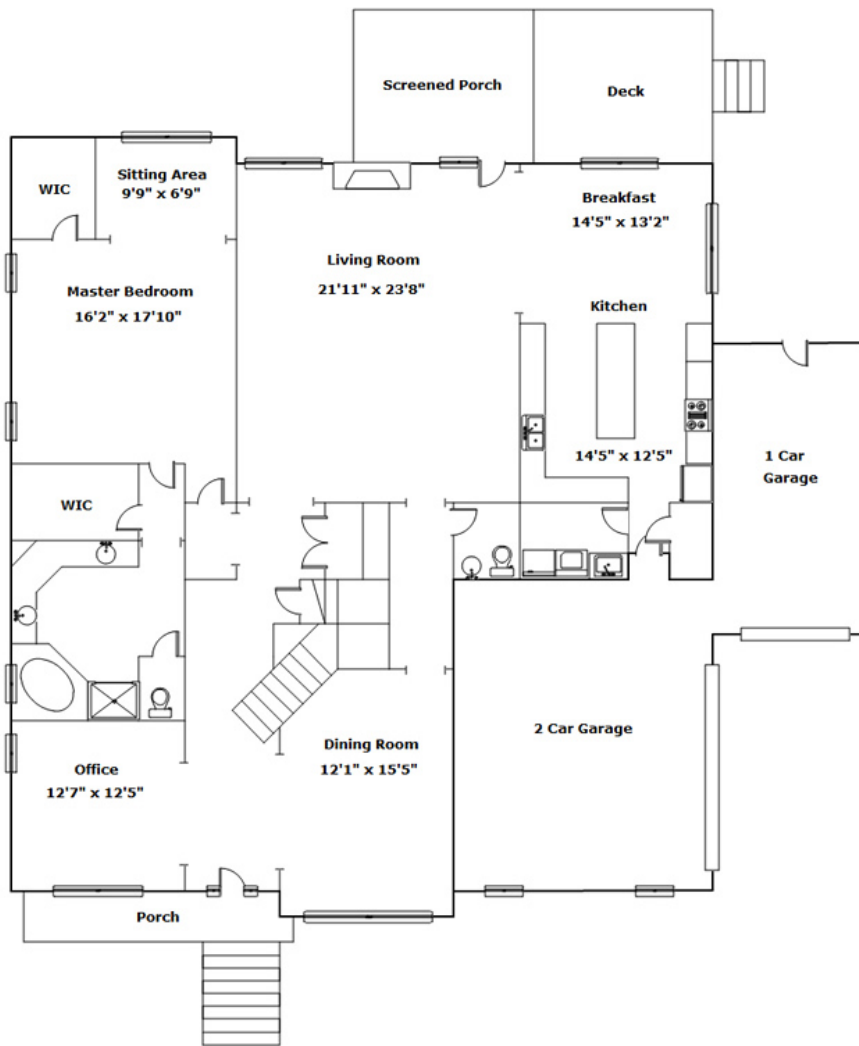 Screened Porch
Deck
Sitting Area
9'9" x 6'9"
WIC
Breakfast
14'5" x 13'2"
Living Room
21'11" x 23'8"
Master Bedroom
16'2" x 17'10"
Kitchen
14'5" x 12'5"
1 Car
Garage
WIC
2 Car Garage
Dining Room
12'1" x 15'5"
Office
12'7" x 12'5"
Porch